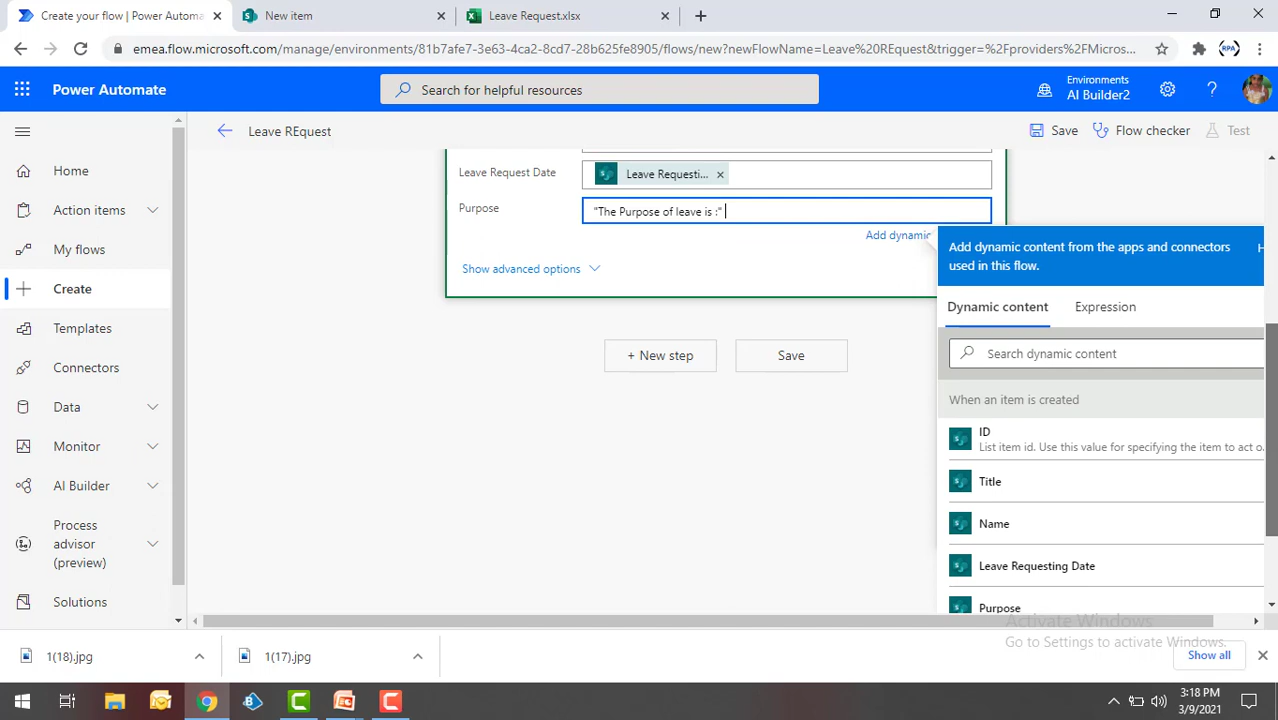 Create your flow | Power Automa
New item
Leave Request.xlsx
emea.flow.microsoft.com/manage/environments/81b7afe7-3e63-4ca2-8cd7-28b625fe8905/flows/new?newFlowName=Leave%20REquest&trigger=%2Fproviders%2FMicros...
RPA
Power Automate
Search for helpful resources
Environments
AI Builder2
Leave REquest
Save
Flow checker
Test
Home
Action items
My flows
Create
Templates
Connectors
Data
Monitor
AI Builder
Process
advisor
(preview)
Solutions
Leave Request Date
Leave Requesti...
Purpose
"The Purpose of leave is :"
Add dynamic
Show advanced options
+ New step
Save
Add dynamic content from the apps and connectors
used in this flow.
H
Dynamic content
Expression
Search dynamic content
When an item is created
ID
List item id. Use this value for specifying the item to act o...
Title
Name
Leave Requesting Date
Purpose
Activate Windows
Go to Settings to activate Windows.
1(18).jpg
1(17).jpg
Show all
3:18 PM
3/9/2021